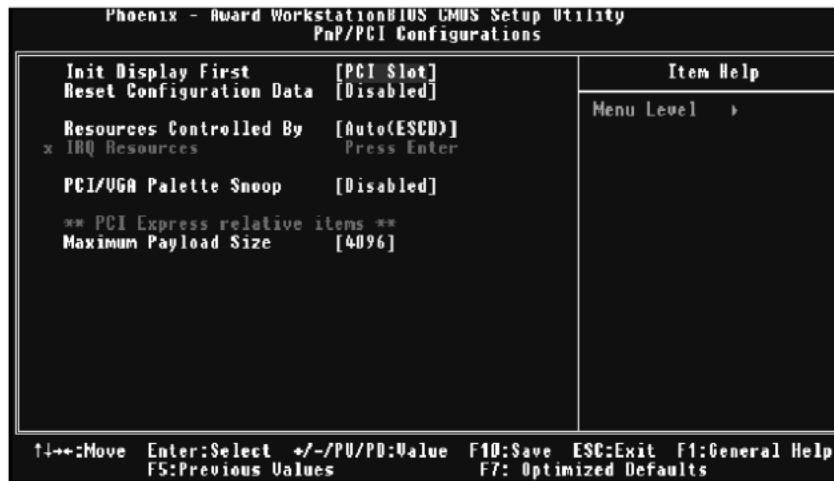 Phoenix - Award WorkstationBIOS CMOS Setup Utility
PnP/PCI Configurations
Init Display First [PCI Slot]
Reset Configuration Data [Disabled]
Resources Controlled By [Auto(ESCD)]
x IRQ Resources Press Enter
PCI/VGA Palette Snoop [Disabled]
** PCI Express relative items **
Maximum Payload Size [4096]
Item Help
Menu Level ▸
↑↓→←:Move Enter:Select +/-/PU/PD:Value F10:Save ESC:Exit F1:General Help
F5:Previous Values F7: Optimized Defaults